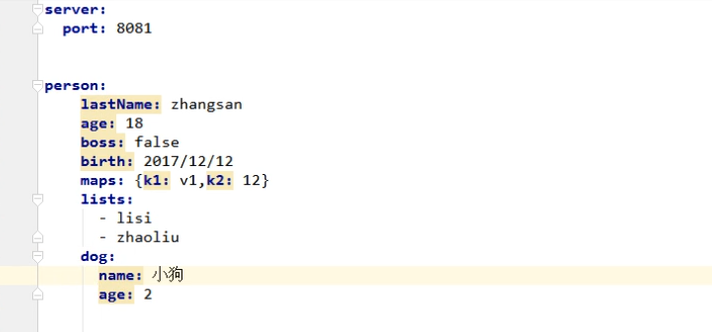 server:
  port: 8081
person:
    lastName: zhangsan
    age: 18
    boss: false
    birth: 2017/12/12
    maps: {k1: v1,k2: 12}
    lists:
      - lisi
      - zhaoliu
    dog:
      name: 小狗
      age: 2